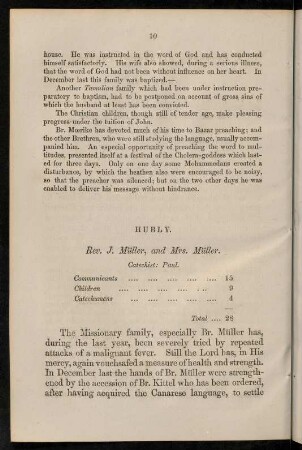 10
house. He was instructed in the word of God and has conducted
himself satisfactorily. His wife also showed, during a serious illness,
that the word of God had not been without influence on her heart. In
December last this family was baptized.—
Another Tamulian family which had been under instruction pre-
paratory to baptism, had to be postponed on account of gross sins of
which the husband at least has been convicted.
The Christian children, though still of tender age, make pleasing
progress under the tuition of John.
Br. Moerike has devoted much of his time to Bazar preaching; and
the other Brethren, who were still studying the language, usually accom-
panied him. An especial opportunity of preaching the word to mul-
titudes, presented itself at a festival of the Cholera-goddess which last-
ed for three days. Only on one day some Mohammedans created a
disturbance, by which the heathen also were encouraged to be noisy,
so that the preacher was silenced; but on the two other days he was
enabled to deliver his message without hindrance.
HUBLY.
Rev. J. Müller, and Mrs. Müller.
Catechist: Paul.
Communicants .... .... .... .... .... 15
Children .... .... .... .... .... 9
Catechumens .... .... .... .... .... 4
Total .... 28
The Missionary family, especially Br. Müller has,
during the last year, been severely tried by repeated
attacks of a malignant fever. Still the Lord has, in His
mercy, again vouchsafed a measure of health and strength.
In December last the hands of Br. Müller were strength-
ened by the accession of Br. Kittel who has been ordered,
after having acquired the Canarese language, to settle